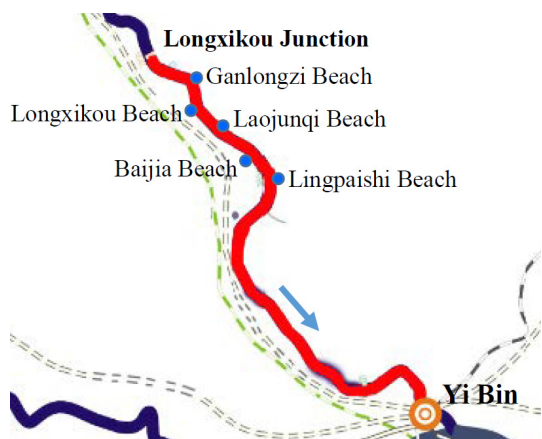 Longxikou Junction
Ganlongzi Beach
Longxikou Beach
Laojunqi Beach
Baijia Beach
Lingpaishi Beach
Yi Bin